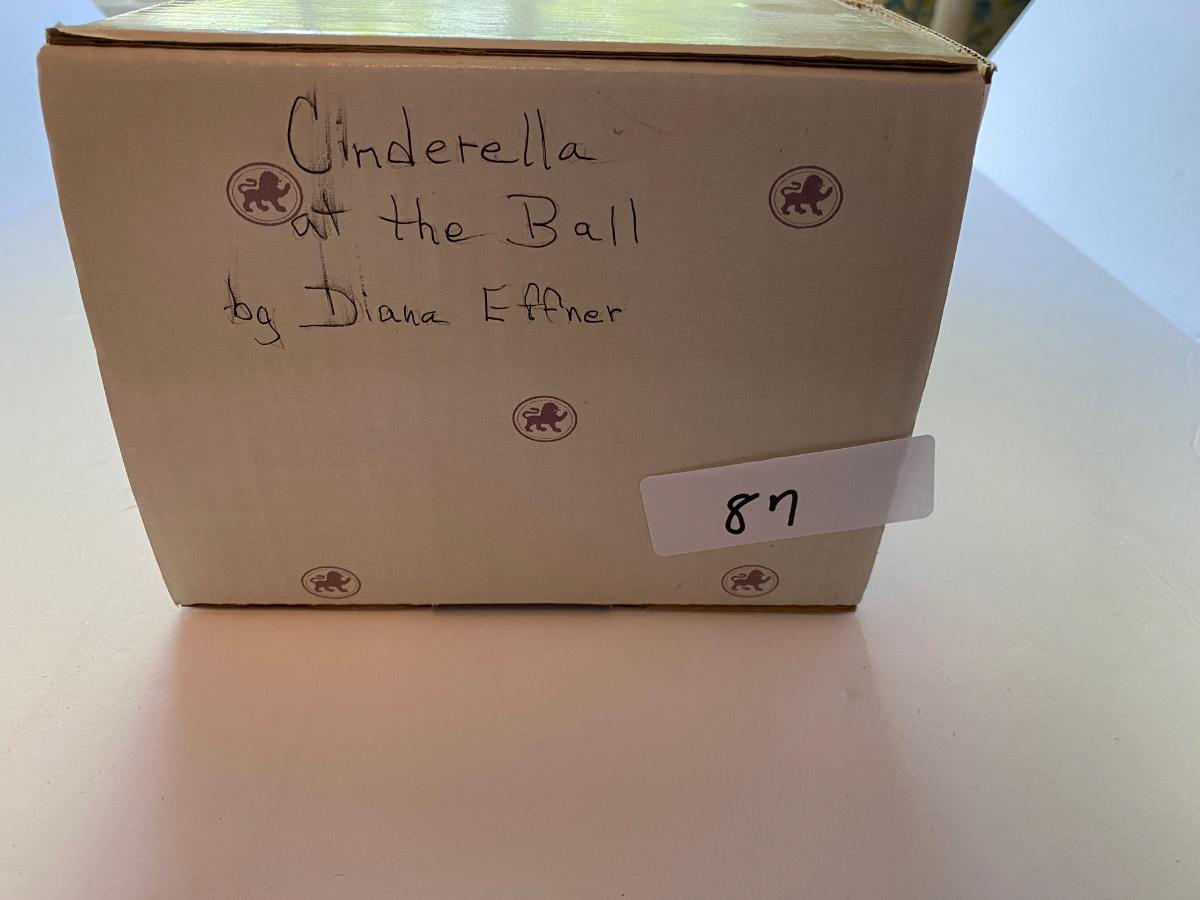 Cinderella
at the Ball
by Diana Effner
87